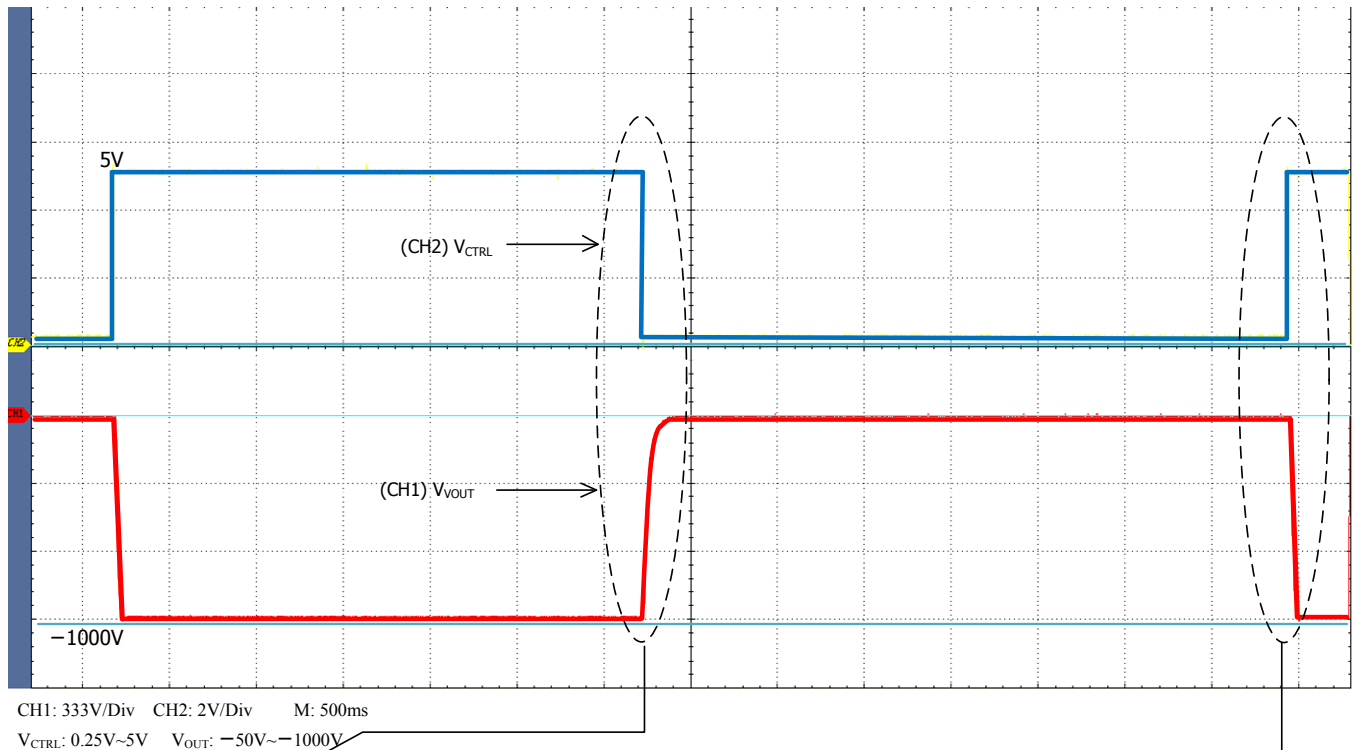 5V
(CH2) VCTRL
CH2
CH1
(CH1) VVOUT
−1000V
CH1: 333V/Div CH2: 2V/Div M: 500ms
VCTRL: 0.25V~5V VOUT: −50V~−1000V